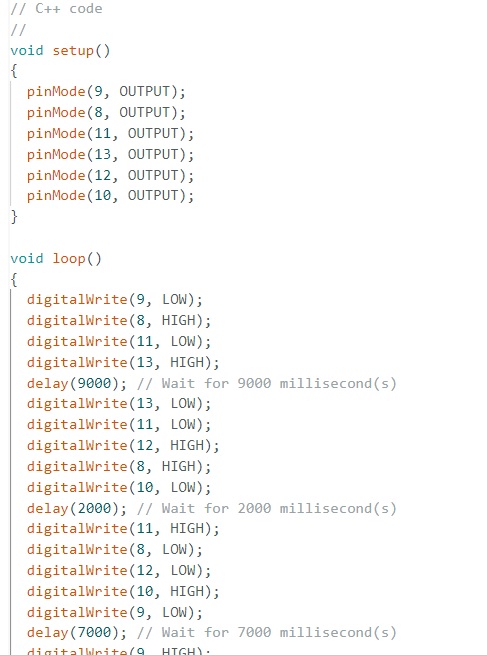 // C++ code
//
void setup()
{
  pinMode(9, OUTPUT);
  pinMode(8, OUTPUT);
  pinMode(11, OUTPUT);
  pinMode(13, OUTPUT);
  pinMode(12, OUTPUT);
  pinMode(10, OUTPUT);
}

void loop()
{
  digitalWrite(9, LOW);
  digitalWrite(8, HIGH);
  digitalWrite(11, LOW);
  digitalWrite(13, HIGH);
  delay(9000); // Wait for 9000 millisecond(s)
  digitalWrite(13, LOW);
  digitalWrite(11, LOW);
  digitalWrite(12, HIGH);
  digitalWrite(8, HIGH);
  digitalWrite(10, LOW);
  delay(2000); // Wait for 2000 millisecond(s)
  digitalWrite(11, HIGH);
  digitalWrite(8, LOW);
  digitalWrite(12, LOW);
  digitalWrite(10, HIGH);
  digitalWrite(9, LOW);
  delay(7000); // Wait for 7000 millisecond(s)
  digitalWrite(9, HIGH);